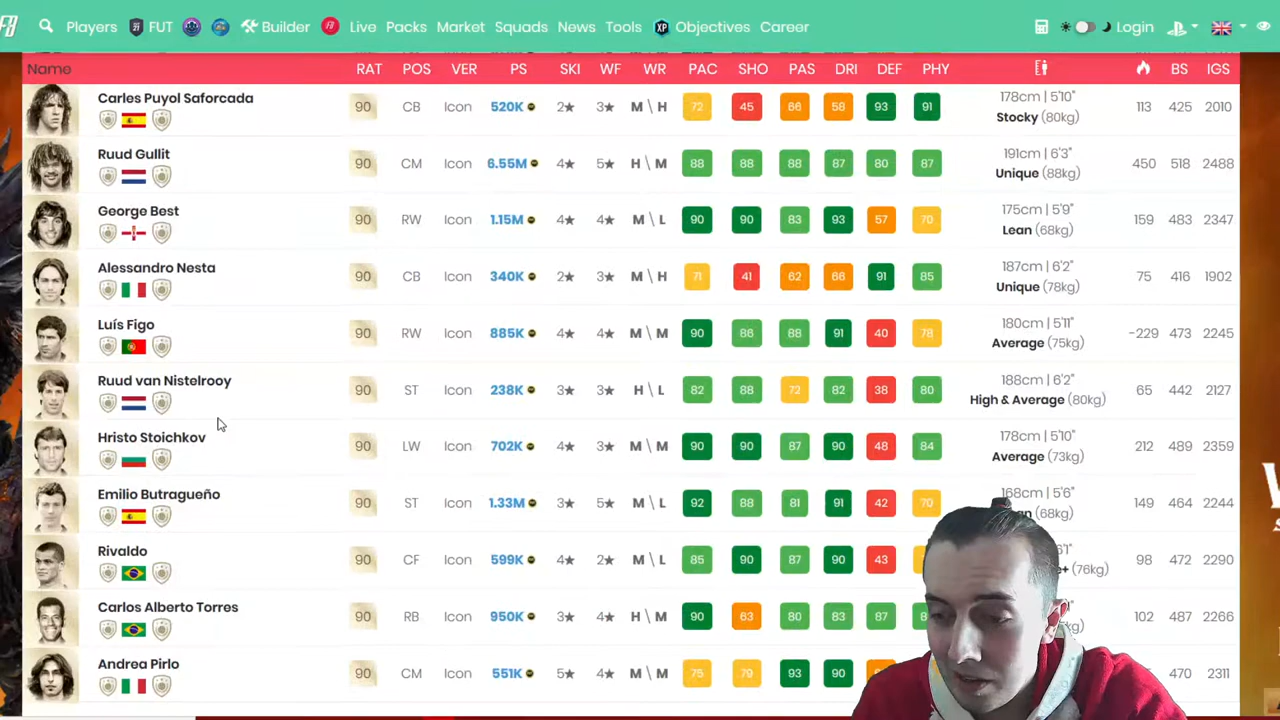 Players FUT Builder Live Packs Market Squads News Tools XP Objectives Career Login
Name RAT POS VER PS SKI WF WR PAC SHO PAS DRI DEF PHY BS IGS
Carles Puyol Saforcada 90 CB Icon 520K 2★ 3★ M \ H 72 45 86 58 93 91 178cm | 5'10" 113 425 2010
Stocky (80kg)
Ruud Gullit 90 CM Icon 6.55M 4★ 5★ H \ M 88 88 88 87 80 87 191cm | 6'3" 450 518 2488
Unique (88kg)
George Best 90 RW Icon 1.15M 4★ 4★ M \ L 90 90 83 93 57 70 175cm | 5'9" 159 483 2347
Lean (68kg)
Alessandro Nesta 90 CB Icon 340K 2★ 3★ M \ H 71 41 62 66 91 85 187cm | 6'2" 75 416 1902
Unique (78kg)
Luís Figo 90 RW Icon 885K 4★ 4★ M \ M 90 86 88 91 40 78 180cm | 5'11" -229 473 2245
Average (75kg)
Ruud van Nistelrooy 90 ST Icon 238K 3★ 3★ H \ L 82 88 72 82 38 80 188cm | 6'2" 65 442 2127
High & Average (80kg)
Hristo Stoichkov 90 LW Icon 702K 4★ 3★ M \ M 90 90 87 90 48 84 178cm | 5'10" 212 489 2359
Average (73kg)
Emilio Butragueño 90 ST Icon 1.33M 3★ 5★ M \ L 92 88 81 91 42 70 168cm | 5'6" 149 464 2244
(68kg)
Rivaldo 90 CF Icon 599K 4★ 2★ M \ L 85 90 87 90 43 98 472 2290
(76kg)
Carlos Alberto Torres 90 RB Icon 950K 3★ 4★ H \ M 90 63 80 83 87 102 487 2266
Andrea Pirlo 90 CM Icon 551K 5★ 4★ M \ M 75 79 93 90 470 2311